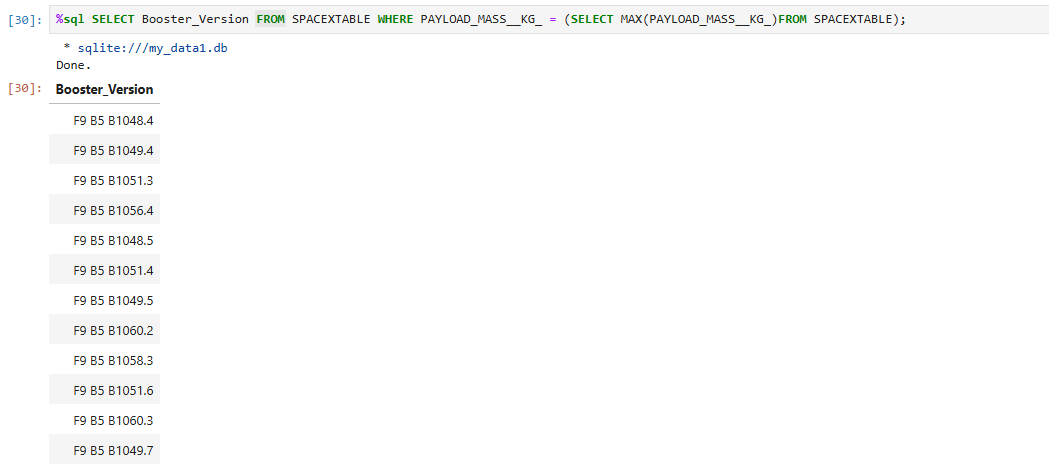 [30]: %sql SELECT Booster_Version FROM SPACEXTABLE WHERE PAYLOAD_MASS__KG_ = (SELECT MAX(PAYLOAD_MASS__KG_)FROM SPACEXTABLE);
* sqlite:///my_data1.db
Done.
[30]: Booster_Version
F9 B5 B1048.4
F9 B5 B1049.4
F9 B5 B1051.3
F9 B5 B1056.4
F9 B5 B1048.5
F9 B5 B1051.4
F9 B5 B1049.5
F9 B5 B1060.2
F9 B5 B1058.3
F9 B5 B1051.6
F9 B5 B1060.3
F9 B5 B1049.7